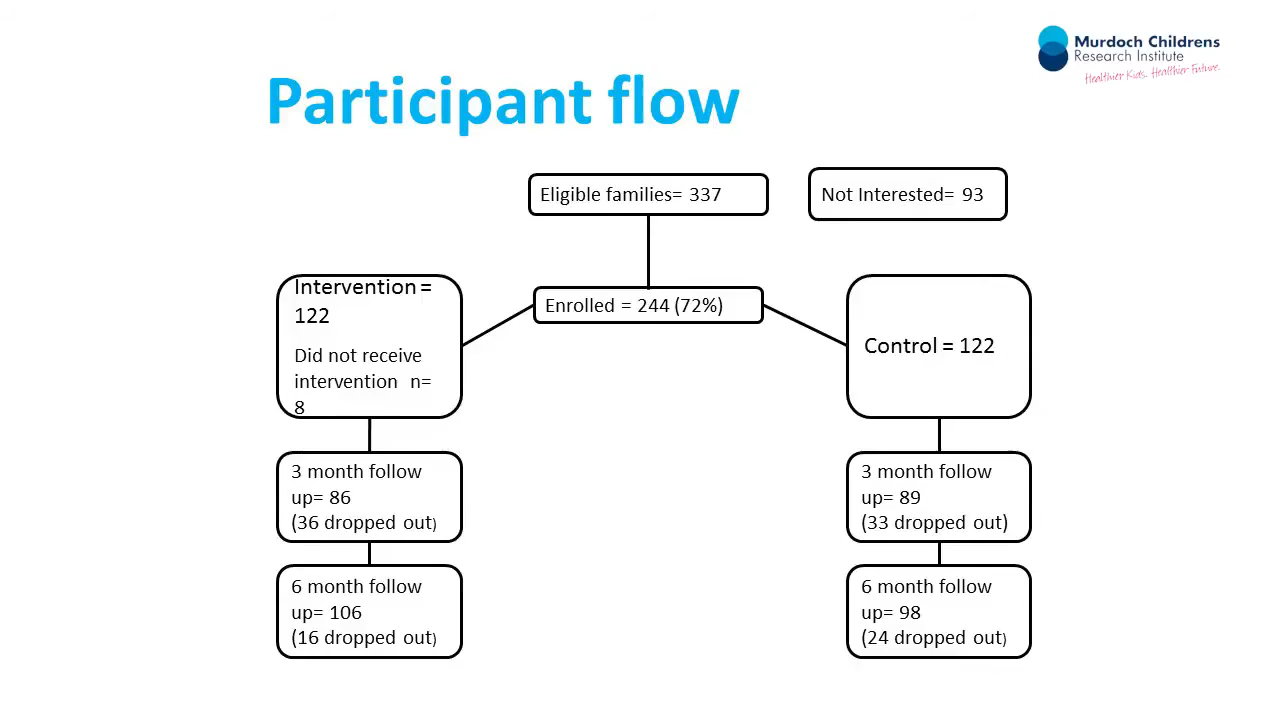 Murdoch Childrens
Research Institute
Healthier Kids. Healthier Future.
Participant flow
Eligible families= 337
Not Interested= 93
Enrolled = 244 (72%)
Intervention =
122
Did not receive
intervention n=
8
Control = 122
3 month follow
up= 86
(36 dropped out)
3 month follow
up= 89
(33 dropped out)
6 month follow
up= 106
(16 dropped out)
6 month follow
up= 98
(24 dropped out)